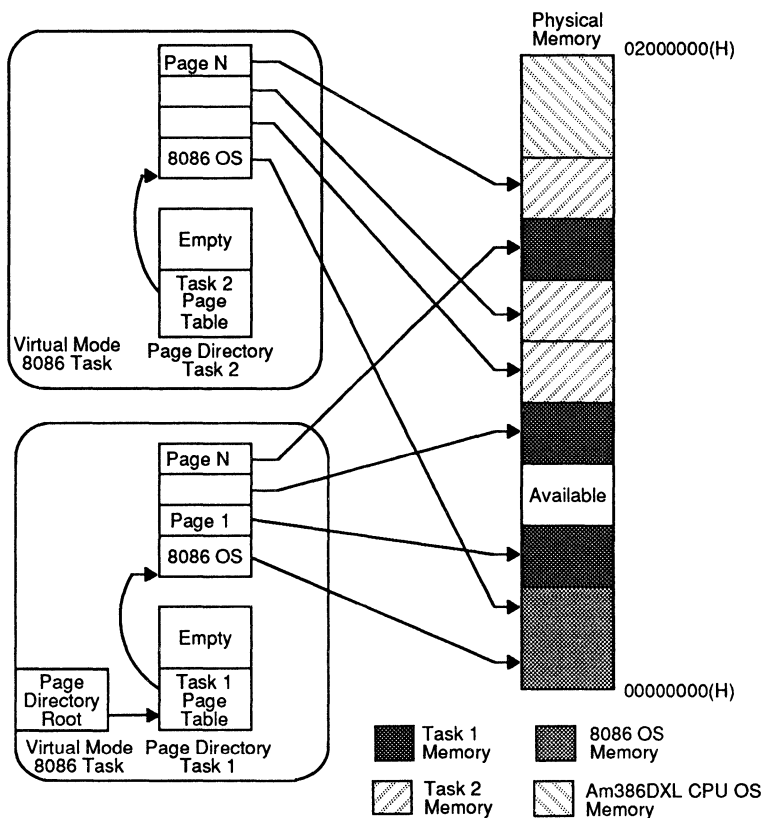 Physical
Memory
02000000(H)
Page N
8086 OS
Empty
Task 2
Page
Table
Virtual Mode
8086 Task
Page Directory
Task 2
Page N
Page 1
8086 OS
Empty
Task 1
Page
Table
Page
Directory
Root
Virtual Mode
8086 Task
Page Directory
Task 1
Available
00000000(H)
Task 1
Memory
8086 OS
Memory
Task 2
Memory
Am386DXL CPU OS
Memory